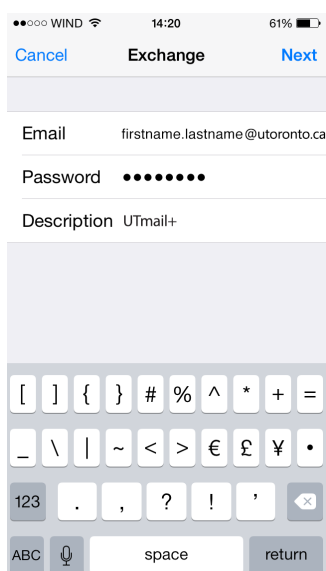 WIND 14:20 61%
Cancel Exchange Next
Email firstname.lastname@utoronto.ca
Password ••••••••
Description UTmail+
[ ] { } # % ^ * + =
_ \ | ~ < > € £ ¥ •
123 . , ? ! ’
ABC space return